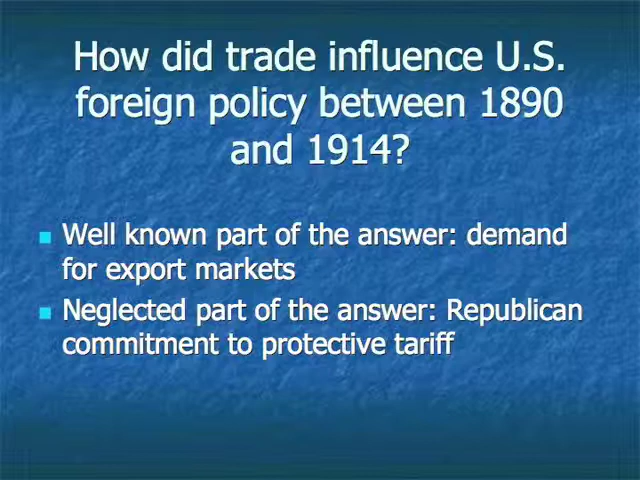 How did trade influence U.S.
foreign policy between 1890
and 1914?
Well known part of the answer: demand
for export markets
Neglected part of the answer: Republican
commitment to protective tariff